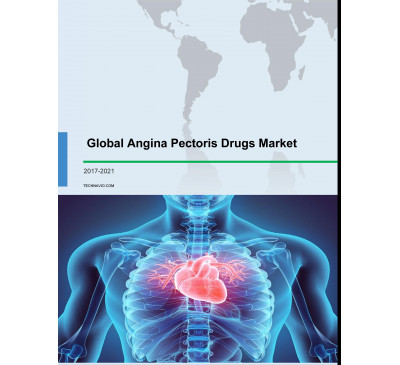 Global Angina Pectoris Drugs Market
2017-2021
TECHNAVIO.COM